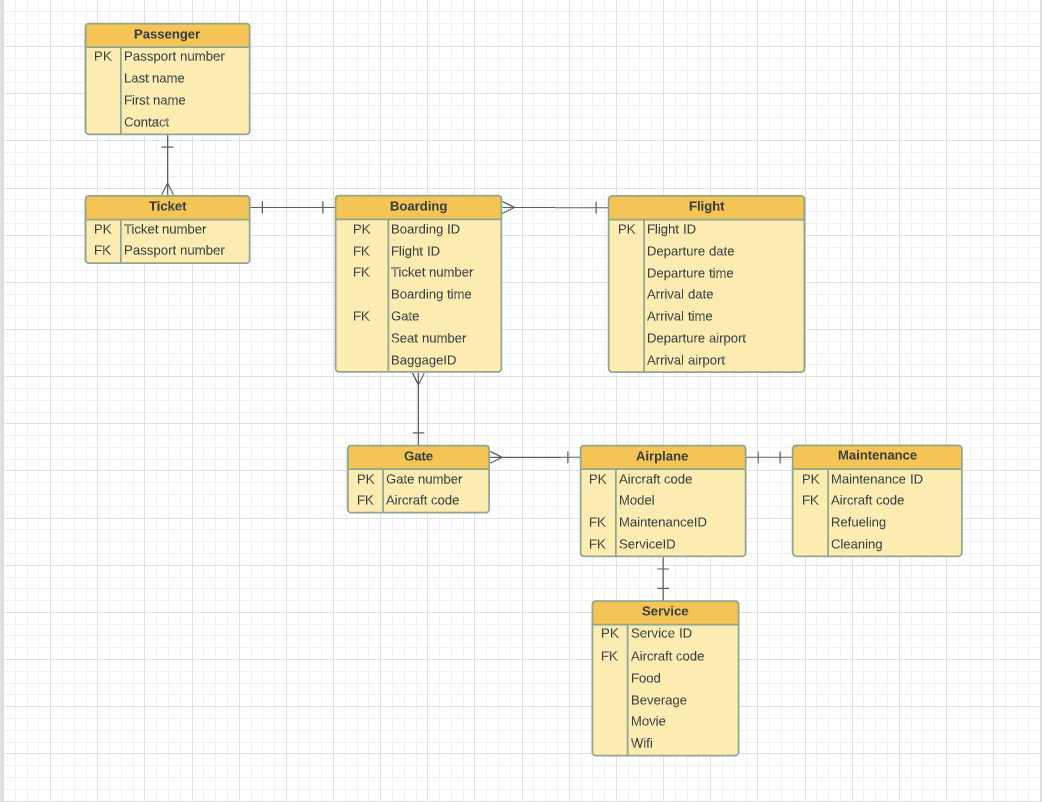 Passenger
PK Passport number
Last name
First name
Contact
Ticket
PK Ticket number
FK Passport number
Boarding
PK Boarding ID
FK Flight ID
FK Ticket number
Boarding time
FK Gate
Seat number
BaggageID
Flight
PK Flight ID
Departure date
Departure time
Arrival date
Arrival time
Departure airport
Arrival airport
Gate
PK Gate number
FK Aircraft code
Airplane
PK Aircraft code
Model
FK MaintenanceID
FK ServiceID
Maintenance
PK Maintenance ID
FK Aircraft code
Refueling
Cleaning
Service
PK Service ID
FK Aircraft code
Food
Beverage
Movie
Wifi